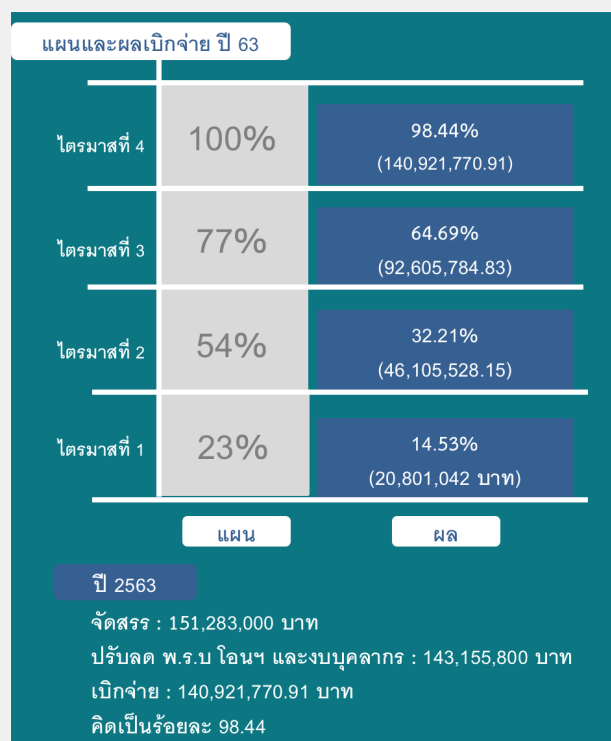 แผนและผลเบิกจ่าย ปี 63
ไตรมาสที่ 4
100%
98.44%
(140,921,770.91)
ไตรมาสที่ 3
77%
64.69%
(92,605,784.83)
ไตรมาสที่ 2
54%
32.21%
(46,105,528.15)
ไตรมาสที่ 1
23%
14.53%
(20,801,042 บาท)
แผน
ผล
ปี 2563
จัดสรร : 151,283,000 บาท
ปรับลด พ.ร.บ โอนฯ และงบบุคลากร : 143,155,800 บาท
เบิกจ่าย : 140,921,770.91 บาท
คิดเป็นร้อยละ 98.44